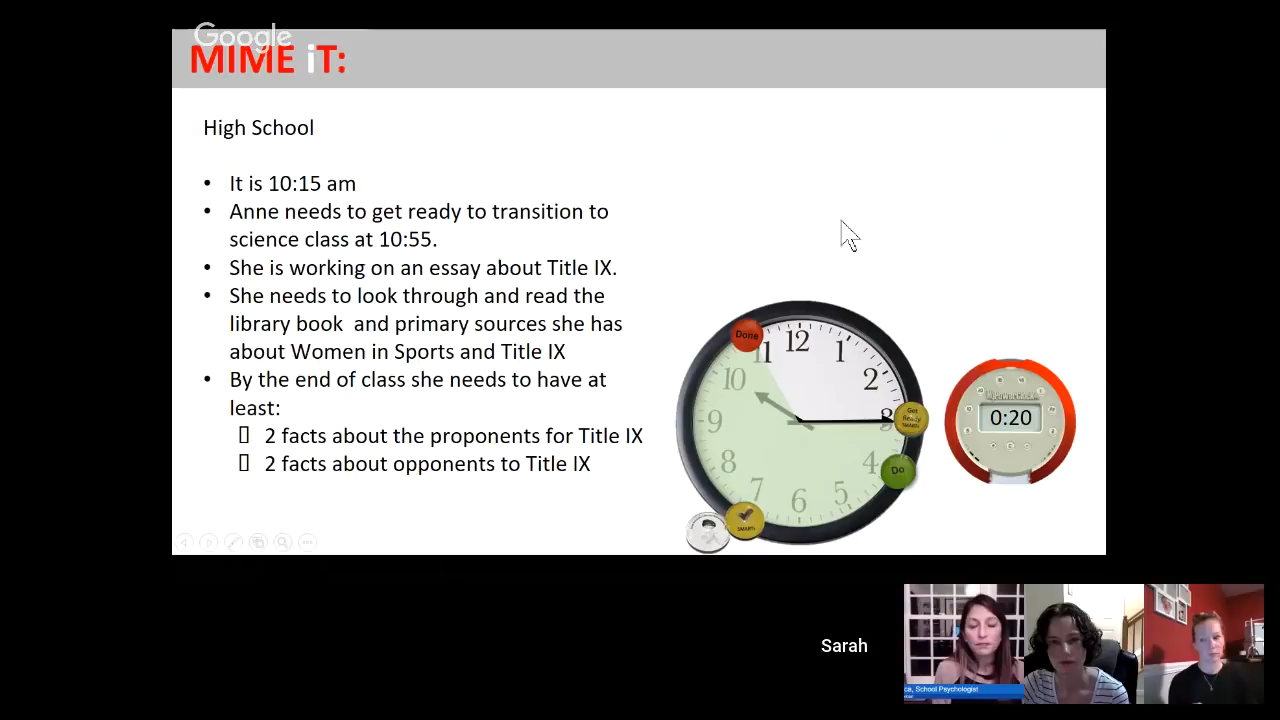 Google
MIME iT:
High School
• It is 10:15 am
• Anne needs to get ready to transition to
science class at 10:55.
• She is working on an essay about Title IX.
• She needs to look through and read the
library book and primary sources she has
about Women in Sports and Title IX
• By the end of class she needs to have at
least:
▯ 2 facts about the proponents for Title IX
▯ 2 facts about opponents to Title IX
Done
11 12 1
10 2
9 3
8 4
7 6 5
Get
Ready
Do
0:20
Sarah
ce, School Psychologist